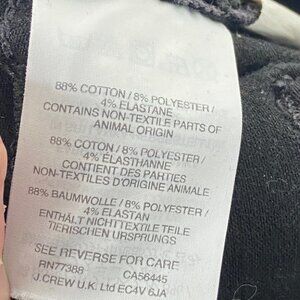 88% COTTON / 8% POLYESTER /
4% ELASTANE
CONTAINS NON-TEXTILE PARTS OF
ANIMAL ORIGIN
88% COTON / 8% POLYESTER /
4% ÉLASTHANNE
CONTIENT DES PARTIES
NON-TEXTILES D'ORIGINE ANIMALE
88% BAUMWOLLE / 8% POLYESTER /
4% ELASTAN
ENTHÄLT NICHTTEXTILE TEILE
TIERISCHEN URSPRUNGS
SEE REVERSE FOR CARE
RN77388 CA56445
J.CREW U.K. Ltd EC4V 6JA